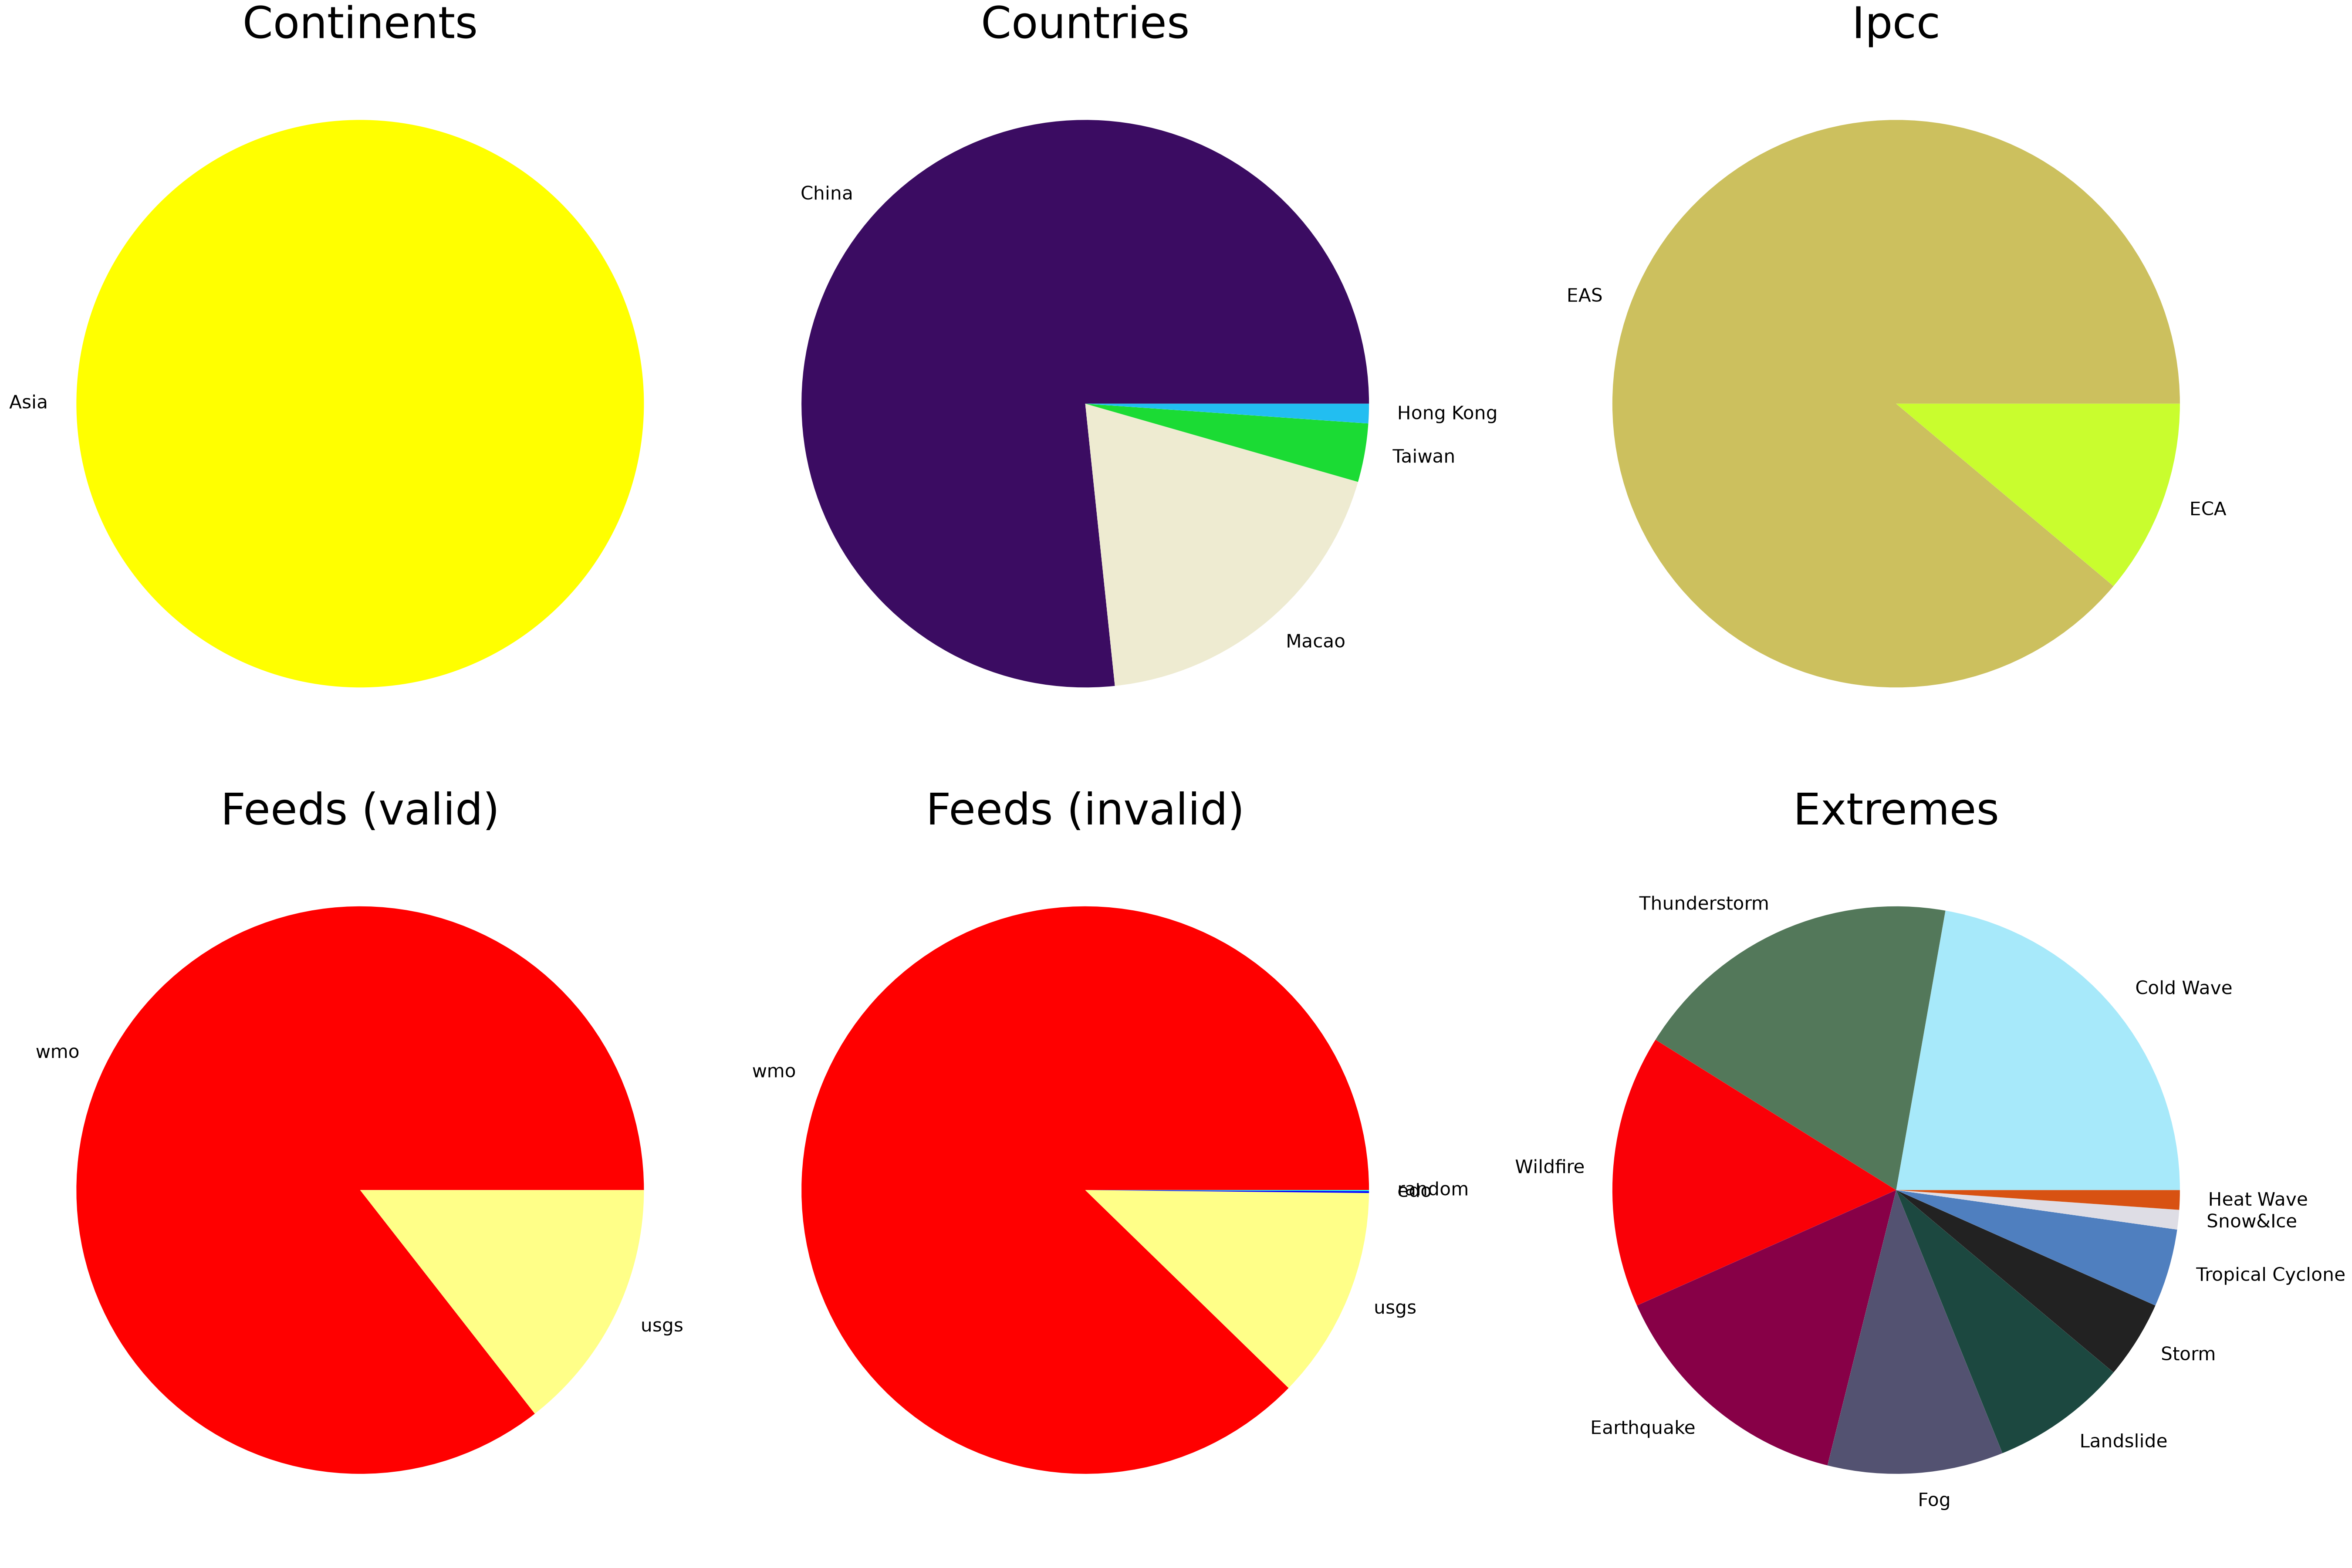 Continents
Asia
Countries
China
Hong Kong
Taiwan
Macao
Ipcc
EAS
ECA
Feeds (valid)
wmo
usgs
Feeds (invalid)
wmo
random
edo
usgs
Extremes
Thunderstorm
Cold Wave
Wildfire
Heat Wave
Snow&Ice
Tropical Cyclone
Storm
Earthquake
Landslide
Fog